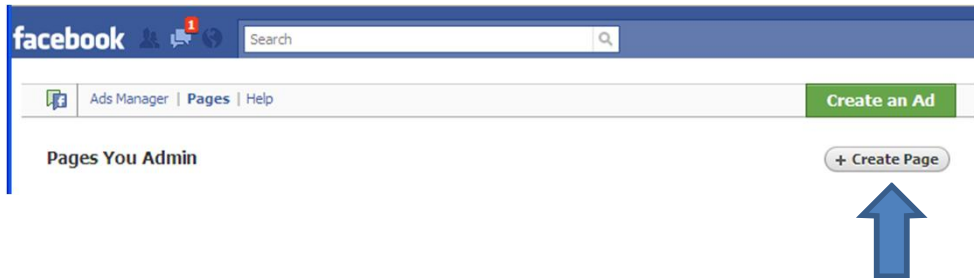 facebook 1 Search
Ads Manager | Pages | Help Create an Ad
Pages You Admin + Create Page